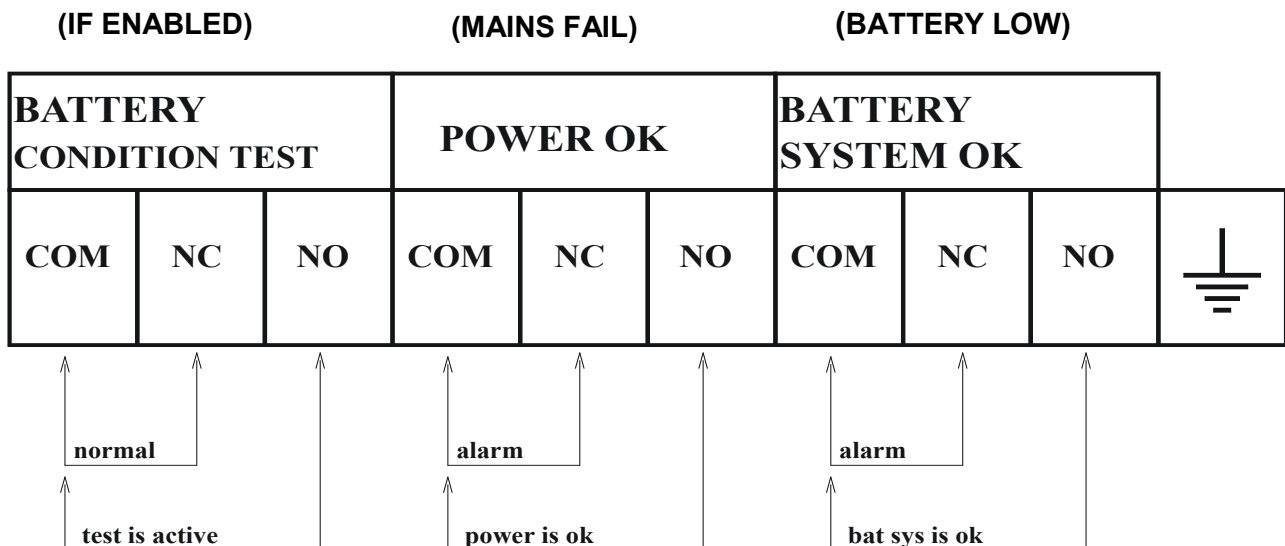 (IF ENABLED) (MAINS FAIL) (BATTERY LOW)
BATTERY
CONDITION TEST
POWER OK
BATTERY
SYSTEM OK
COM NC NO COM NC NO COM NC NO
normal alarm alarm
test is active power is ok bat sys is ok